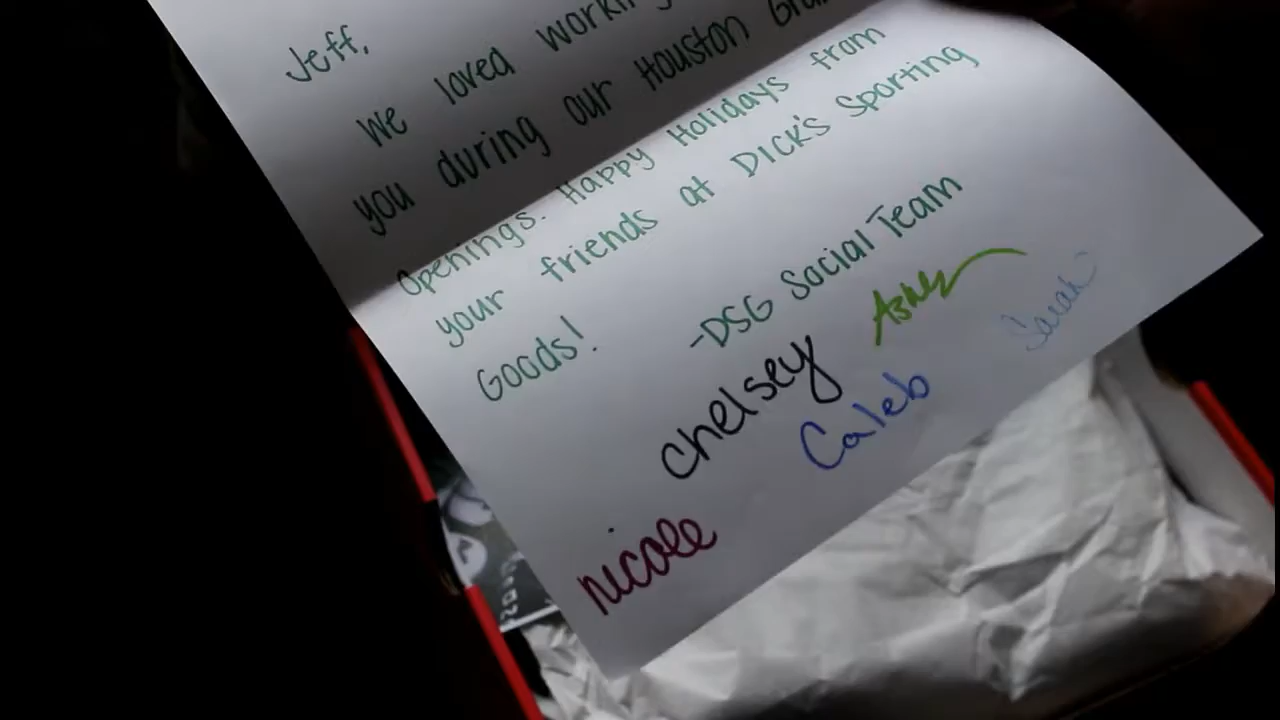 Jeff,
We loved
you during our Houston
Openings. Happy Holidays from
your friends at DICK'S Sporting
Goods!
-DSG Social Team
Chelsey
Ashley
Sarah
Caleb
nicole